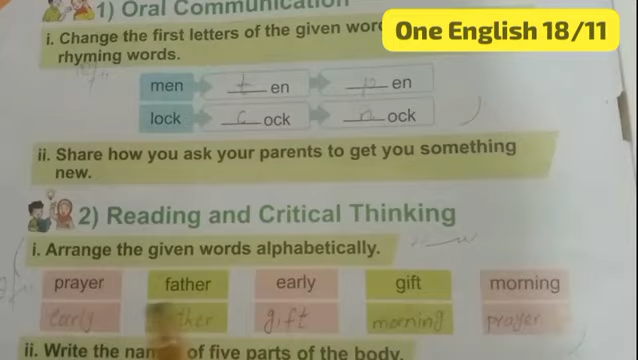 1) Oral Communication
One English 18/11
i. Change the first letters of the given
rhyming words.
men t en p en
lock c ock r ock
ii. Share how you ask your parents to get you something
new.
2) Reading and Critical Thinking
i. Arrange the given words alphabetically.
prayer father early gift morning
early gift morning prayer
ii. Write the of five parts of the body.